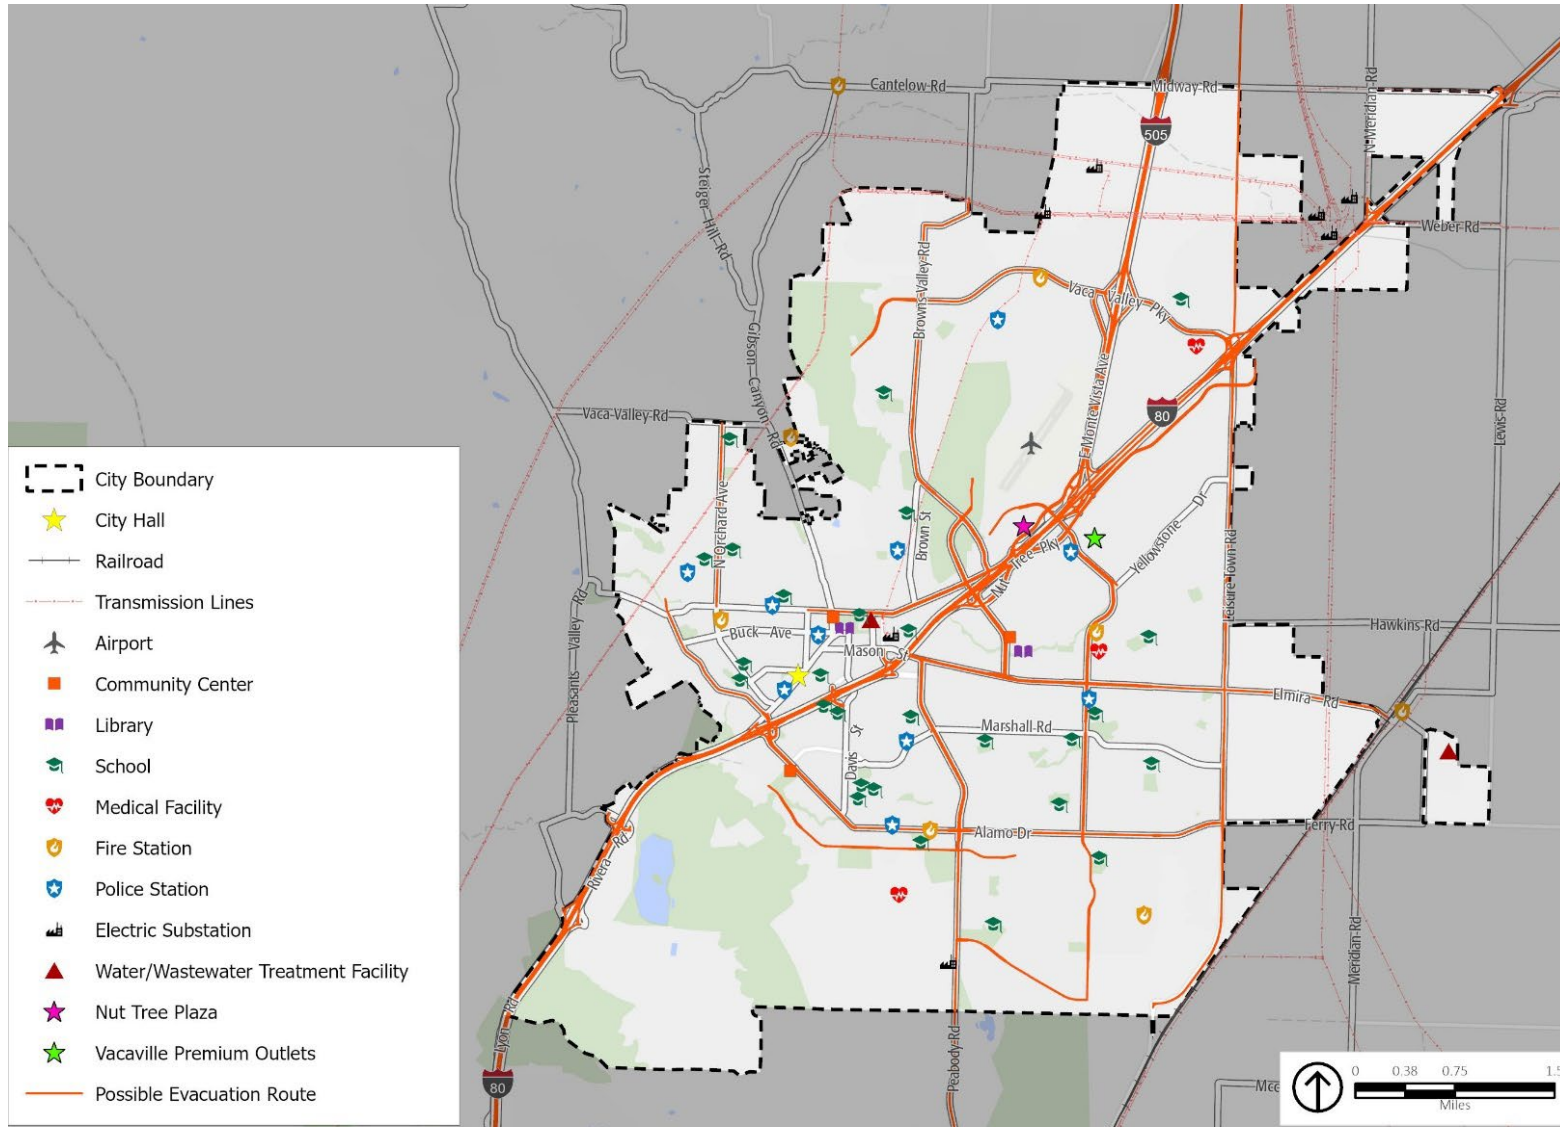 Cantelow Rd
Midway Rd
N Meridian Rd
505
Steiger Hill Rd
Weber Rd
Browns Valley Rd
Vaca Valley Pky
Gibson Canyon Rd
E Monte Vista Ave
80
Vaca Valley Rd
Lewis Rd
N Orchard Ave
Brown St
Nut Tree Pky
Yellowstone Dr
Leisure Town Rd
Pleasants Valley Rd
Buck Ave
Mason St
Hawkins Rd
Elmira Rd
Marshall Rd
Davis St
Alamo Dr
Ferry Rd
Rivera Rd
Meridian Rd
Lyon Rd
Peabody Rd
80
City Boundary
City Hall
Railroad
Transmission Lines
Airport
Community Center
Library
School
Medical Facility
Fire Station
Police Station
Electric Substation
Water/Wastewater Treatment Facility
Nut Tree Plaza
Vacaville Premium Outlets
Possible Evacuation Route
0 0.38 0.75 1.5
Miles